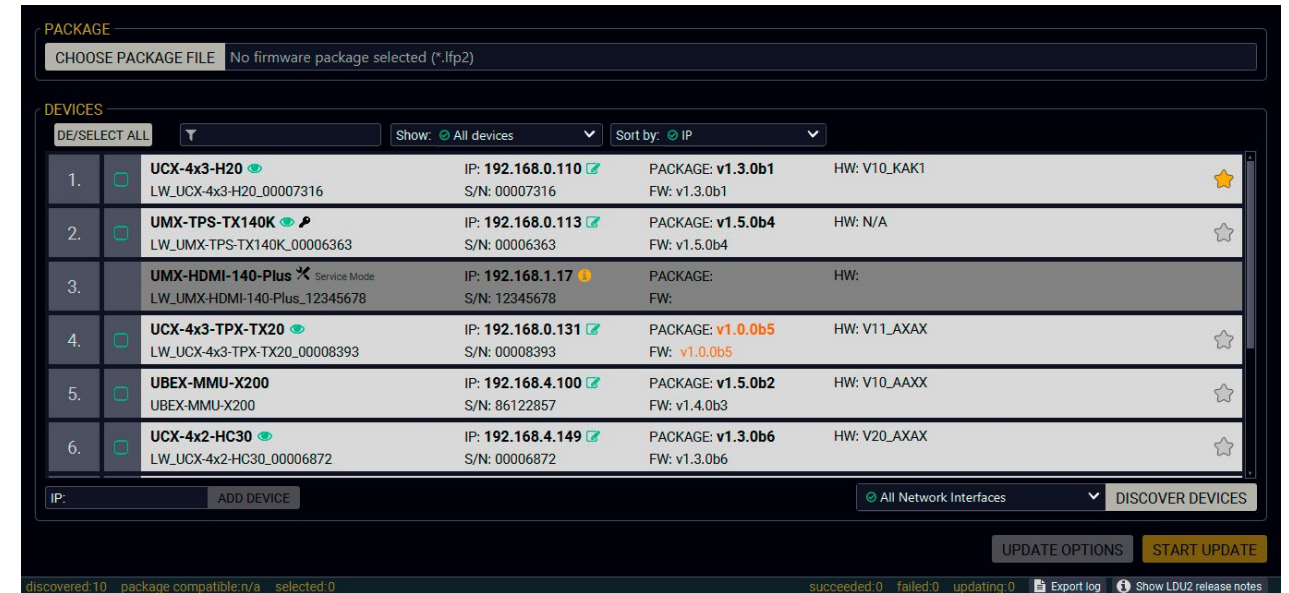 PACKAGE
CHOOSE PACKAGE FILE No firmware package selected (*.lfp2)
DEVICES
DE/SELECT ALL Show: All devices Sort by: IP
1. UCX-4x3-H20 IP: 192.168.0.110 PACKAGE: v1.3.0b1 HW: V10_KAK1
LW_UCX-4x3-H20_00007316 S/N: 00007316 FW: v1.3.0b1
2. UMX-TPS-TX140K IP: 192.168.0.113 PACKAGE: v1.5.0b4 HW: N/A
LW_UMX-TPS-TX140K_00006363 S/N: 00006363 FW: v1.5.0b4
3. UMX-HDMI-140-Plus Service Mode IP: 192.168.1.17 PACKAGE: HW:
LW_UMX-HDMI-140-Plus_12345678 S/N: 12345678 FW:
4. UCX-4x3-TPX-TX20 IP: 192.168.0.131 PACKAGE: v1.0.0b5 HW: V11_AXAX
LW_UCX-4x3-TPX-TX20_00008393 S/N: 00008393 FW: v1.0.0b5
5. UBEX-MMU-X200 IP: 192.168.4.100 PACKAGE: v1.5.0b2 HW: V10_AAXX
UBEX-MMU-X200 S/N: 86122857 FW: v1.4.0b3
6. UCX-4x2-HC30 IP: 192.168.4.149 PACKAGE: v1.3.0b6 HW: V20_AXAX
LW_UCX-4x2-HC30_00006872 S/N: 00006872 FW: v1.3.0b6
IP: ADD DEVICE All Network Interfaces DISCOVER DEVICES
UPDATE OPTIONS START UPDATE
discovered:10 package compatible:n/a selected:0 succeeded:0 failed:0 updating:0 Export log Show LDU2 release notes